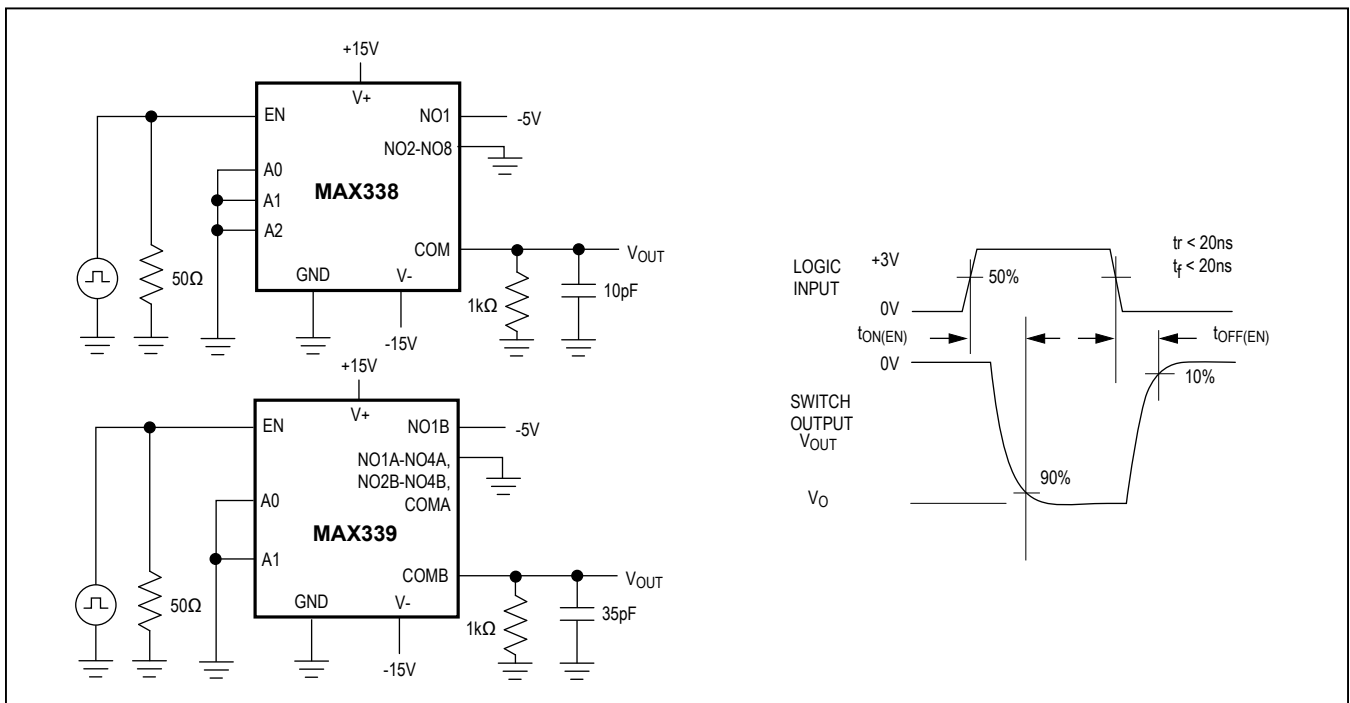 +15V
V+
EN
NO1
-5V
NO2-NO8
A0
MAX338
A1
A2
COM
VOUT
50Ω
GND
V-
1kΩ
10pF
-15V
+15V
V+
EN
NO1B
-5V
NO1A-NO4A,
NO2B-NO4B,
COMA
A0
MAX339
A1
COMB
VOUT
50Ω
GND
V-
1kΩ
35pF
-15V
LOGIC
INPUT
+3V
50%
tr < 20ns
tf < 20ns
0V
tON(EN)
tOFF(EN)
0V
10%
SWITCH
OUTPUT
VOUT
90%
VO